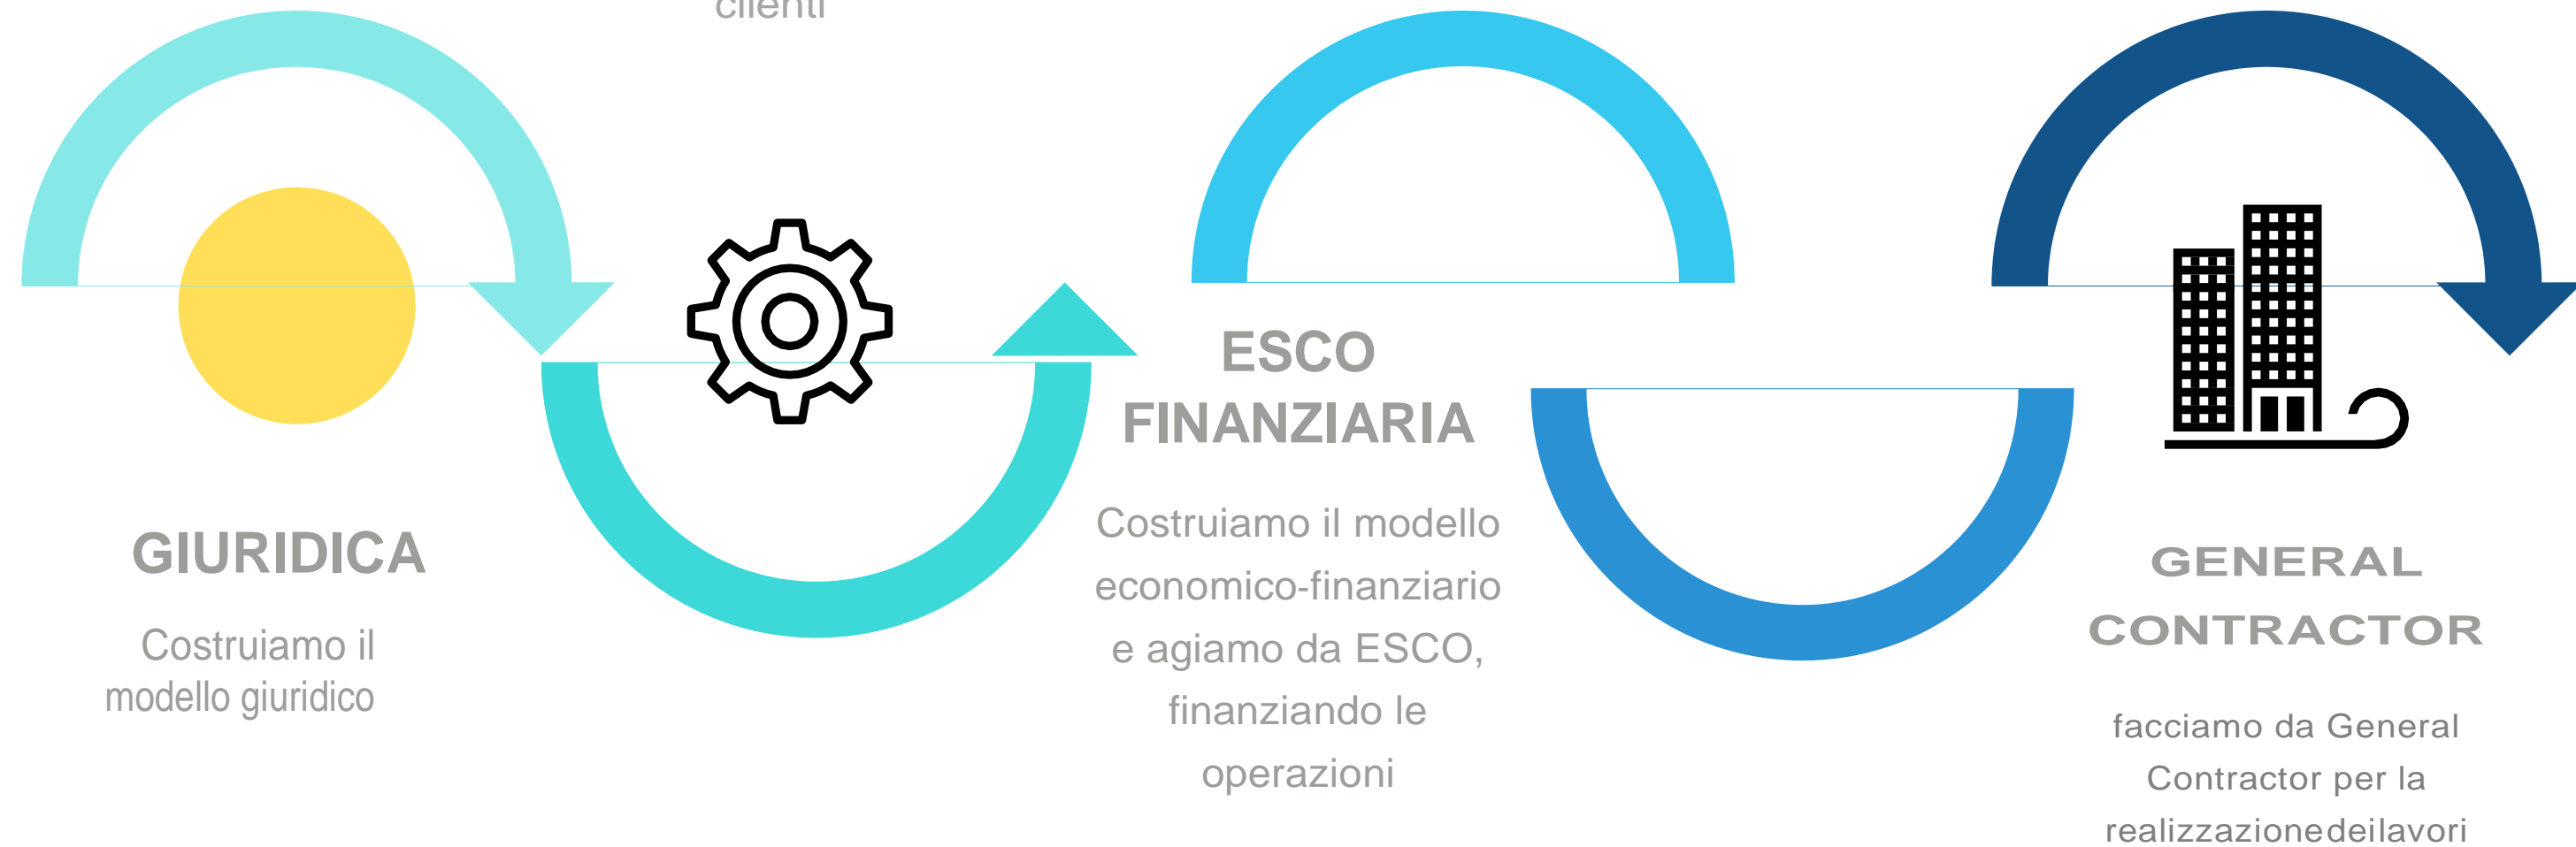 clienti
GIURIDICA
Costruiamo il
modello giuridico
ESCO
FINANZIARIA
Costruiamo il modello
economico-finanziario
e agiamo da ESCO,
finanziando le
operazioni
GENERAL
CONTRACTOR
facciamo da General
Contractor per la
realizzazionedeilavori